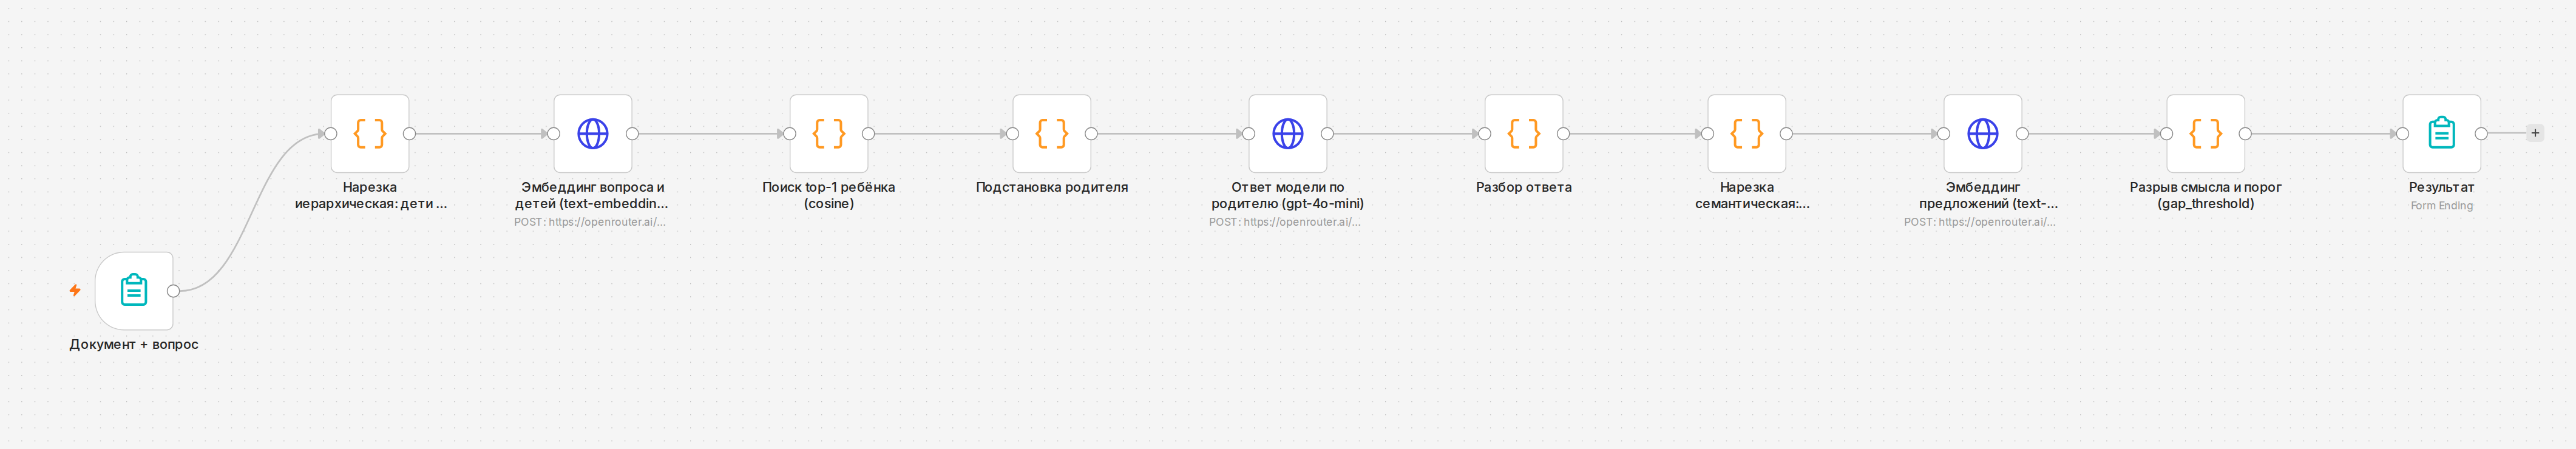 Нарезка
иерархическая: дети ...
Эмбеддинг вопроса и
детей (text-embeddin...
POST: https://openrouter.ai/...
Поиск top-1 ребёнка
(cosine)
Подстановка родителя
Ответ модели по
родителю (gpt-4o-mini)
POST: https://openrouter.ai/...
Разбор ответа
Нарезка
семантическая:...
Эмбеддинг
предложений (text-...
POST: https://openrouter.ai/...
Разрыв смысла и порог
(gap_threshold)
Результат
Form Ending
Документ + вопрос